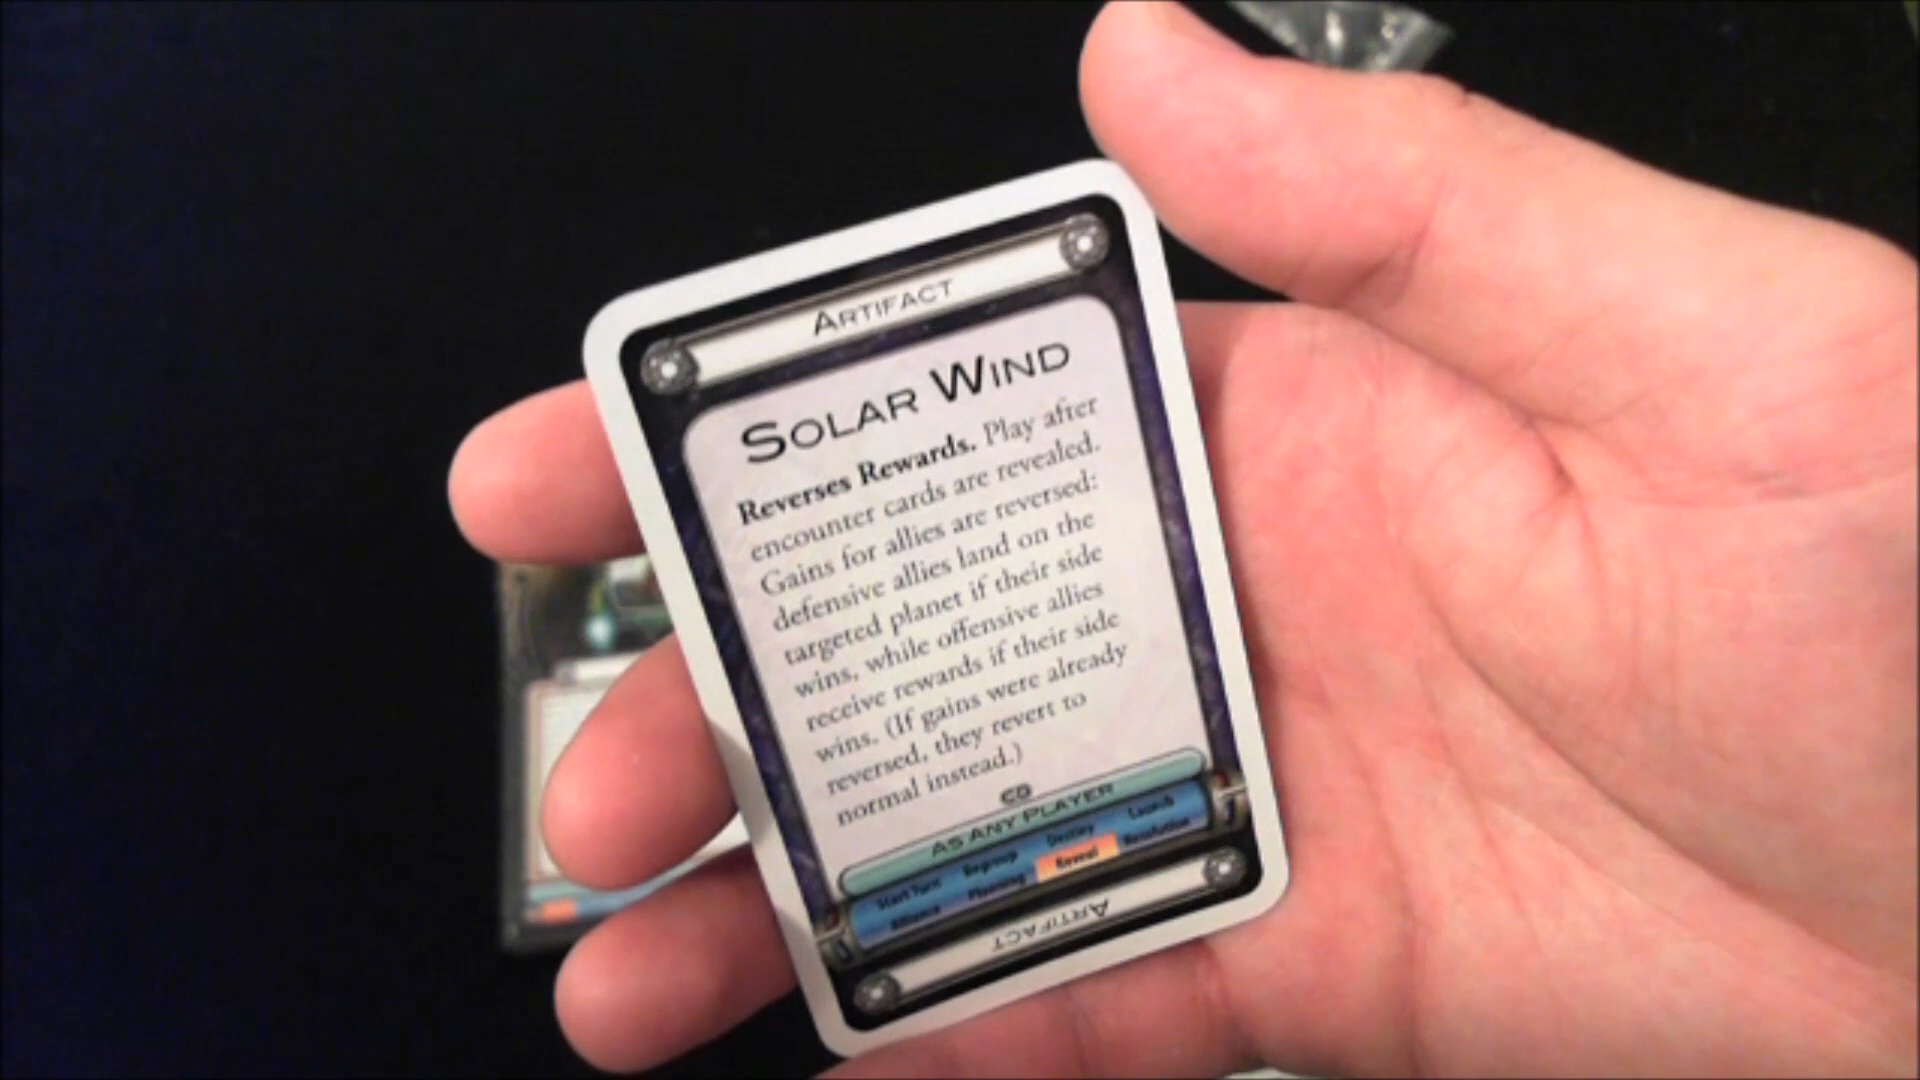 ARTIFACT
SOLAR WIND
Reverses Rewards. Play after
encounter cards are revealed.
Gains for allies are reversed:
defensive allies land on the
targeted planet if their side
wins, while offensive allies
receive rewards if their side
wins. (If gains were already
reversed, they revert to
normal instead.)
AS ANY PLAYER
Start Turn Regroup Destiny Launch
Alliance Planning Reveal Resolution
ARTIFACT